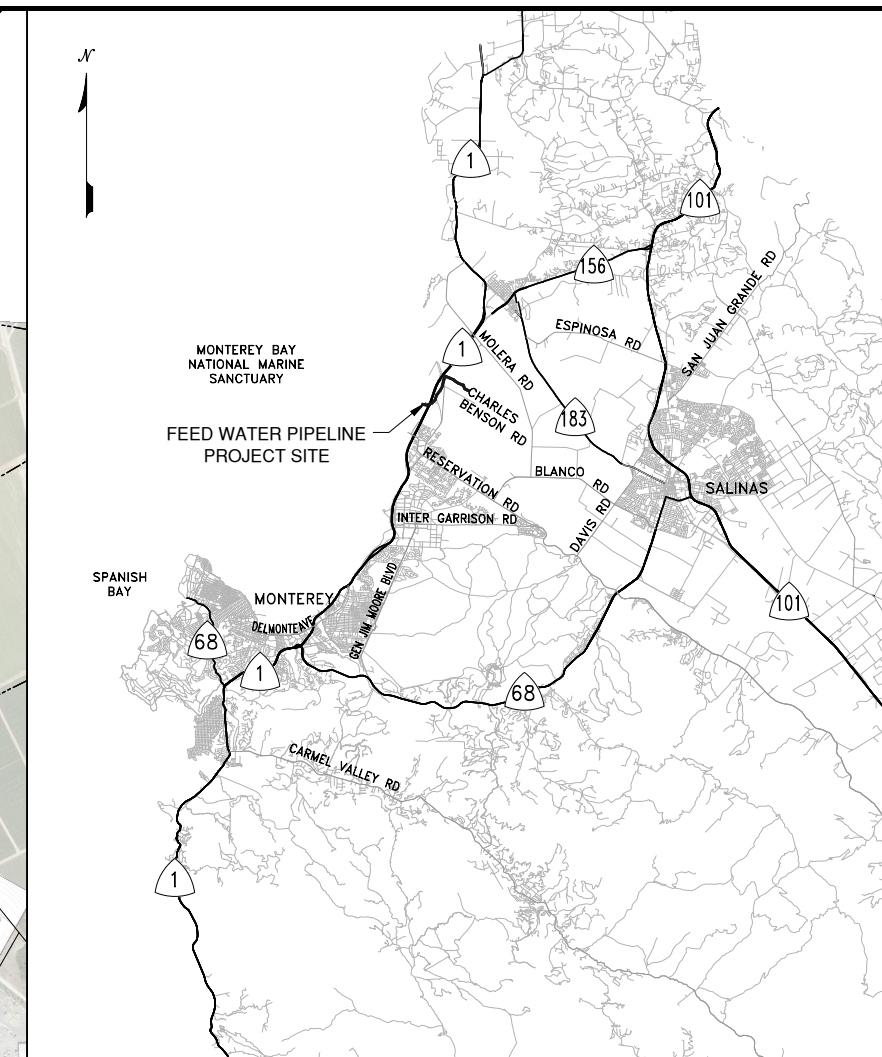 N
1
101
156
SAN JUAN GRANDE RD
ESPINOSA RD
MONTEREY BAY
NATIONAL MARINE
SANCTUARY
1
MOLERA RD
CHARLES
BENSON RD
183
FEED WATER PIPELINE
PROJECT SITE
RESERVATION RD
BLANCO
RD
SALINAS
INTER GARRISON RD
DAVIS RD
SPANISH
BAY
MONTEREY
DELMONTE AVE
GEN JIM MOORE BLVD
101
68
1
68
CARMEL VALLEY RD
1